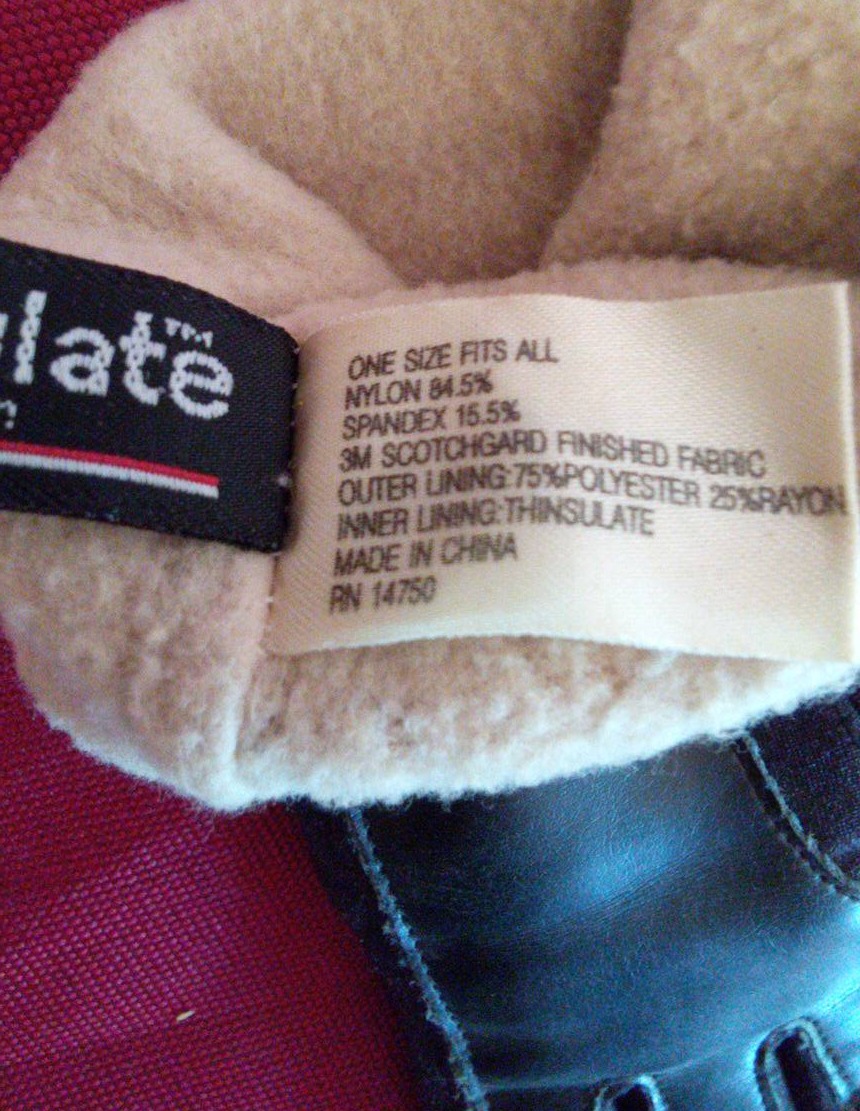 ulate™
ONE SIZE FITS ALL
NYLON 84.5%
SPANDEX 15.5%
3M SCOTCHGARD FINISHED FABRIC
OUTER LINING:75%POLYESTER 25%RAYON
INNER LINING:THINSULATE
MADE IN CHINA
RN 14750